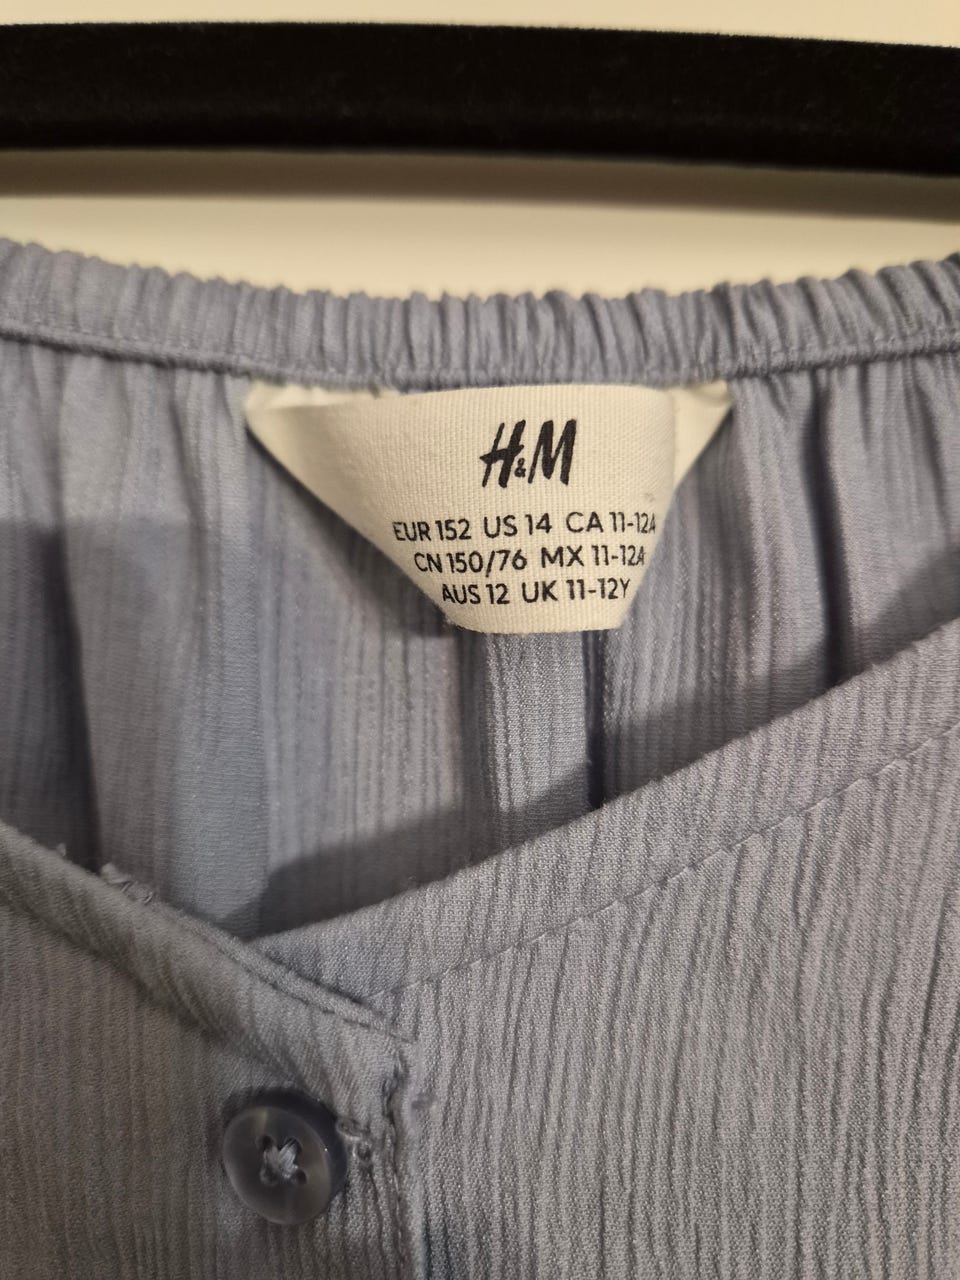 H&M
EUR 152 US 14 CA 11-12A
CN 150/76 MX 11-12A
AUS 12 UK 11-12Y